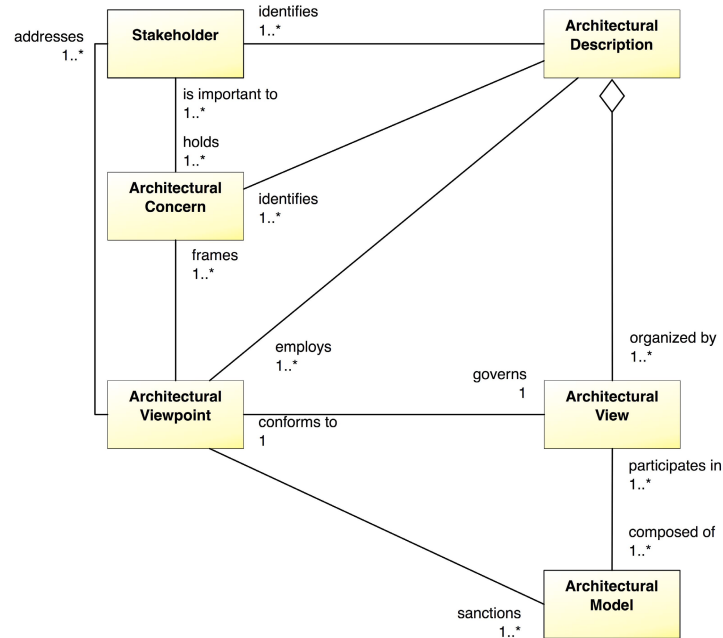 identifies
1..*
addresses
1..*
Stakeholder
Architectural
Description
is important to
1..*
holds
1..*
Architectural
Concern
identifies
1..*
frames
1..*
employs
1..*
organized by
1..*
governs
1
Architectural
Viewpoint
Architectural
View
conforms to
1
participates in
1..*
composed of
1..*
Architectural
Model
sanctions
1..*